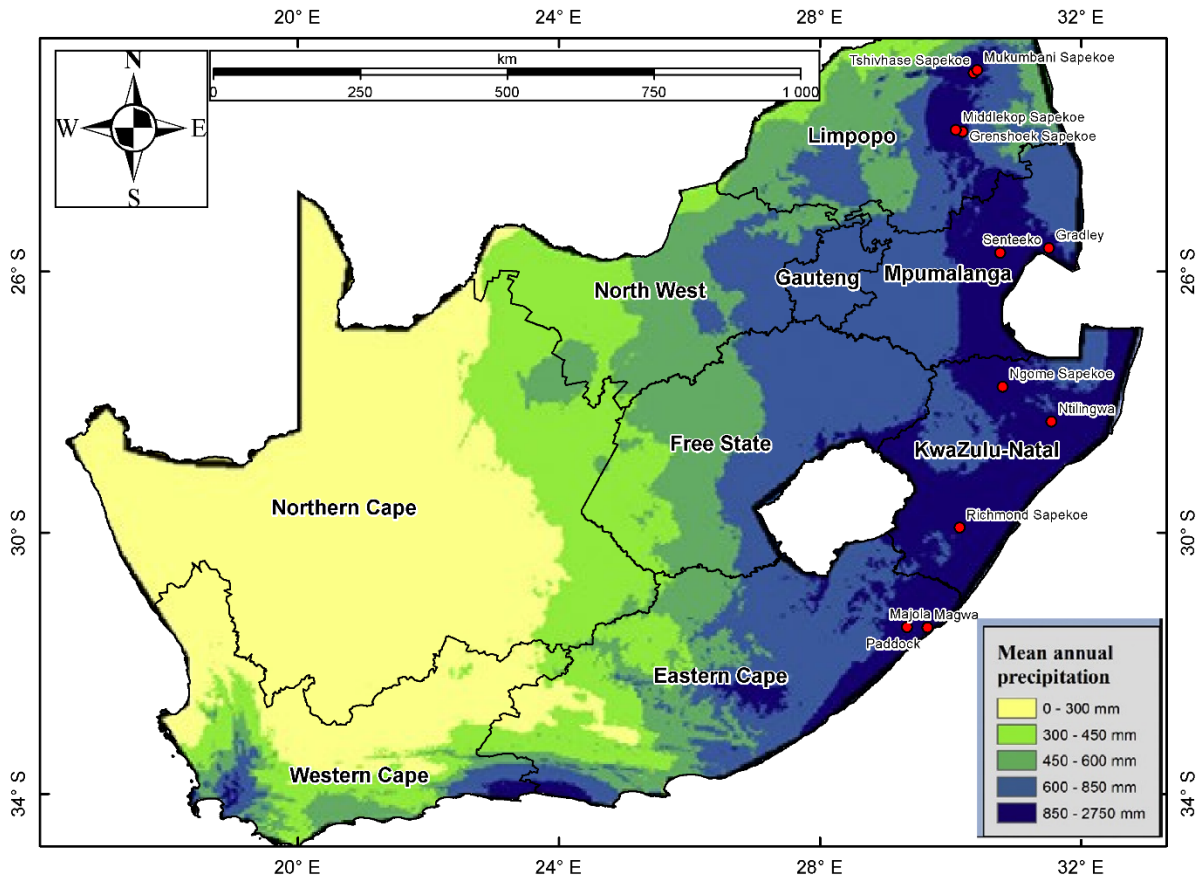 20° E
24° E
28° E
32° E
N
W
E
S
km
0
250
500
750
1 000
Tshivhase Sapekoe
Mukumbani Sapekoe
Middlekop Sapekoe
Grenshoek Sapekoe
Limpopo
Senteeko
Gradley
26° S
26° S
North West
Gauteng
Mpumalanga
Ngome Sapekoe
Ntilingwa
Free State
KwaZulu-Natal
Northern Cape
Richmond Sapekoe
30° S
30° S
Majola
Magwa
Paddock
Eastern Cape
Western Cape
34° S
34° S
Mean annual
precipitation
0 - 300 mm
300 - 450 mm
450 - 600 mm
600 - 850 mm
850 - 2750 mm
20° E
24° E
28° E
32° E